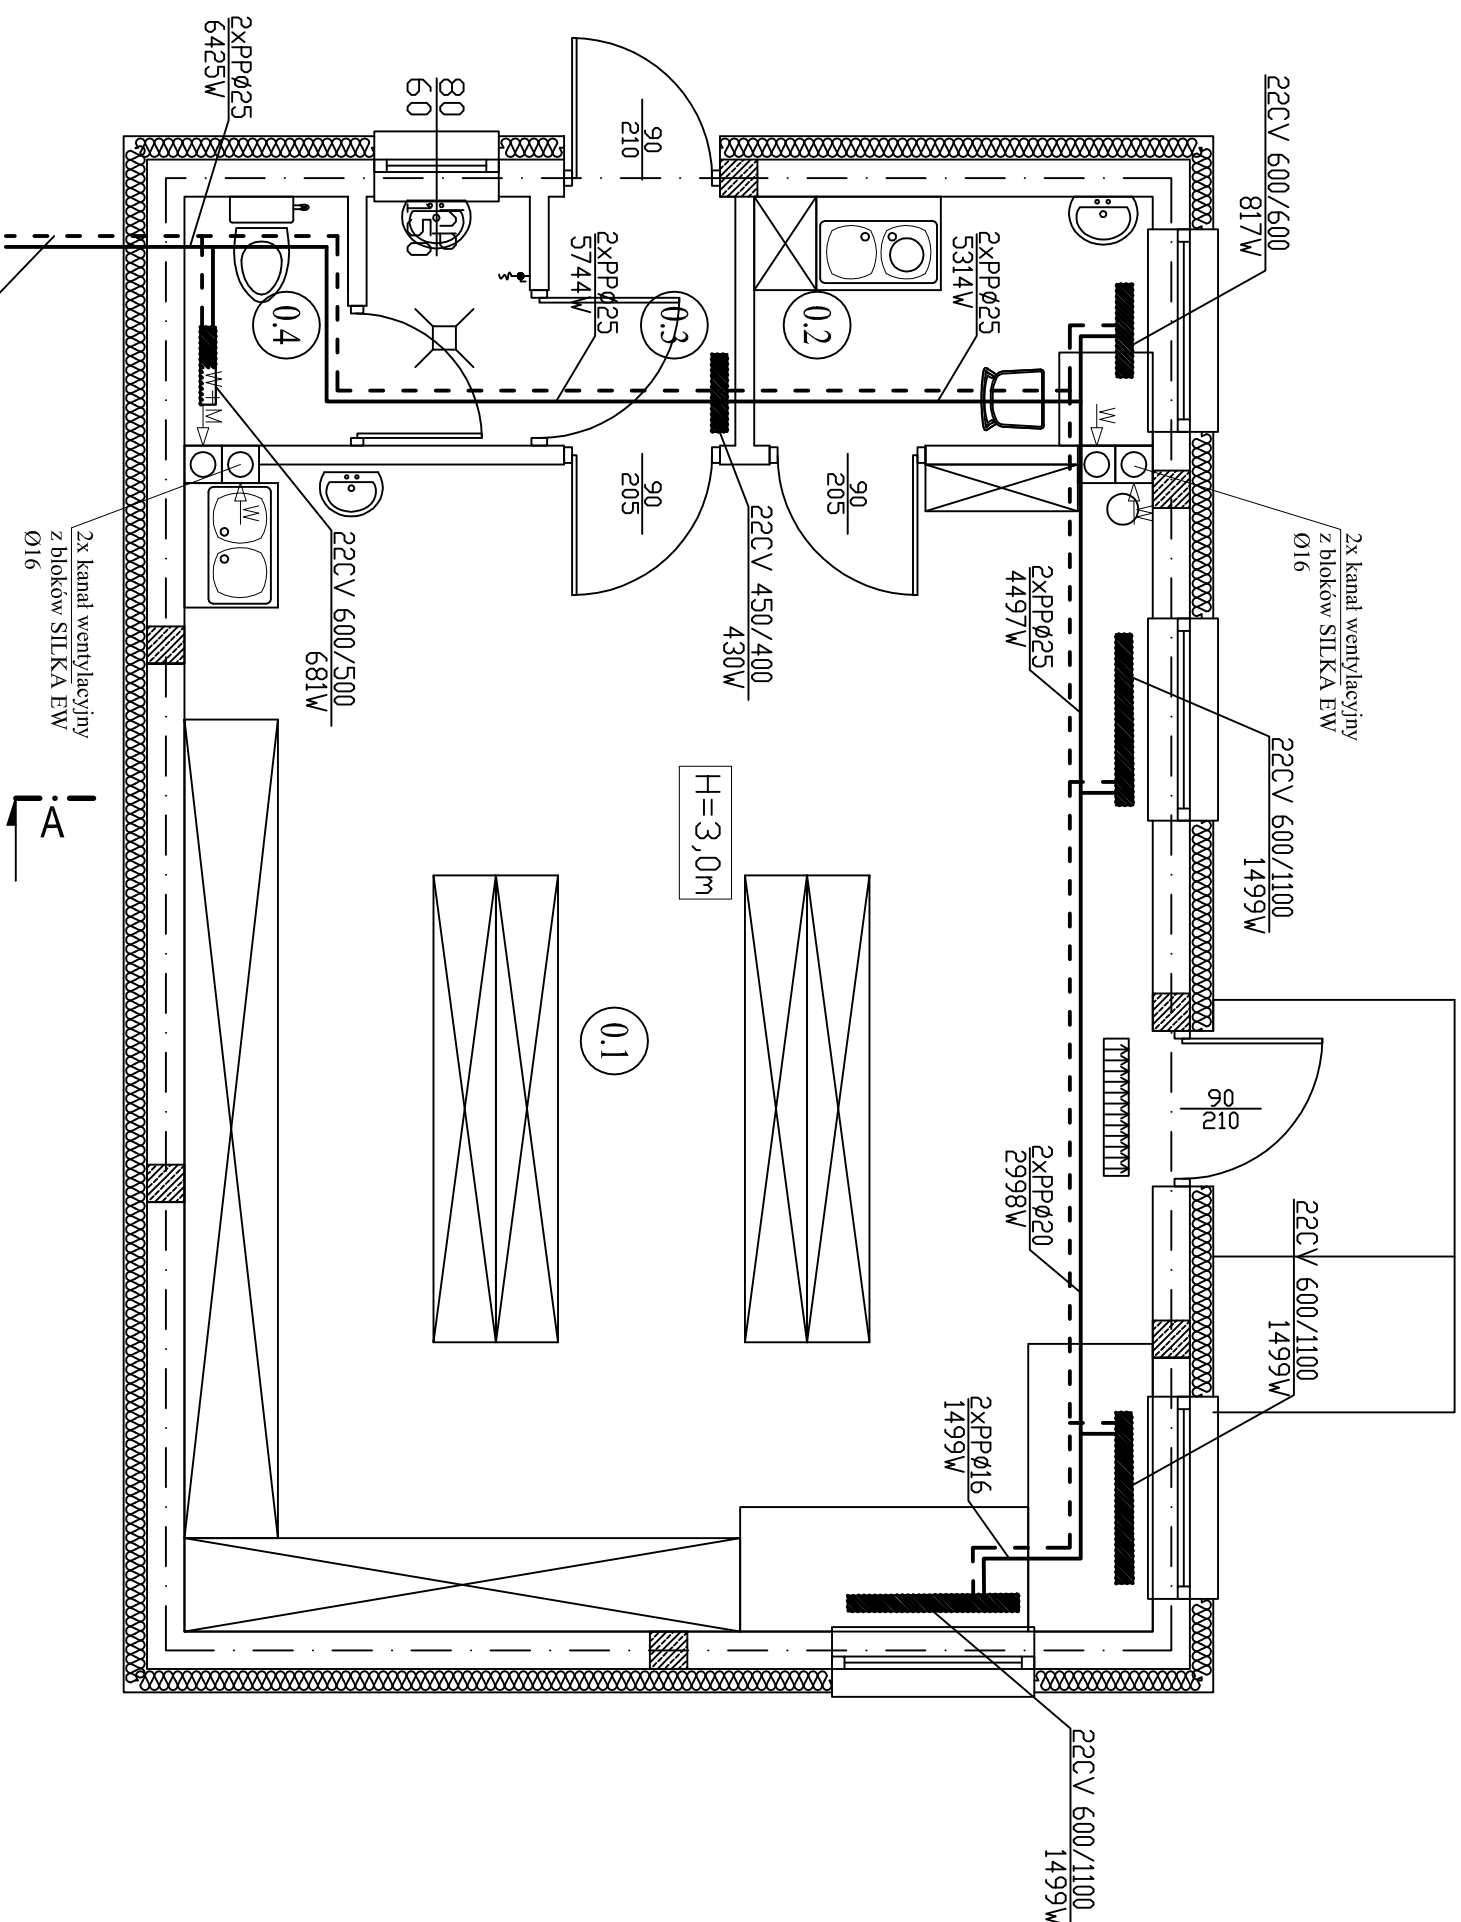 2x kanał wentylacyjny
z bloków SILKA EW
Ø16
22CV 600/600
817W
22CV 600/1100
1499W
22CV 600/1100
1499W
90
210
22CV 600/1100
1499W
W
W
2xPPø25
4497W
2xPPø20
2998W
2xPPø25
5314W
2xPPø16
1499W
90
205
0.2
22CV 450/400
430W
H=3,0m
90
210
90
205
0.3
2xPPø25
5744W
0.1
80
60
22CV 600/500
681W
0.4
W
W+M
2xPPø25
6425W
2x kanał wentylacyjny
z bloków SILKA EW
Ø16
A